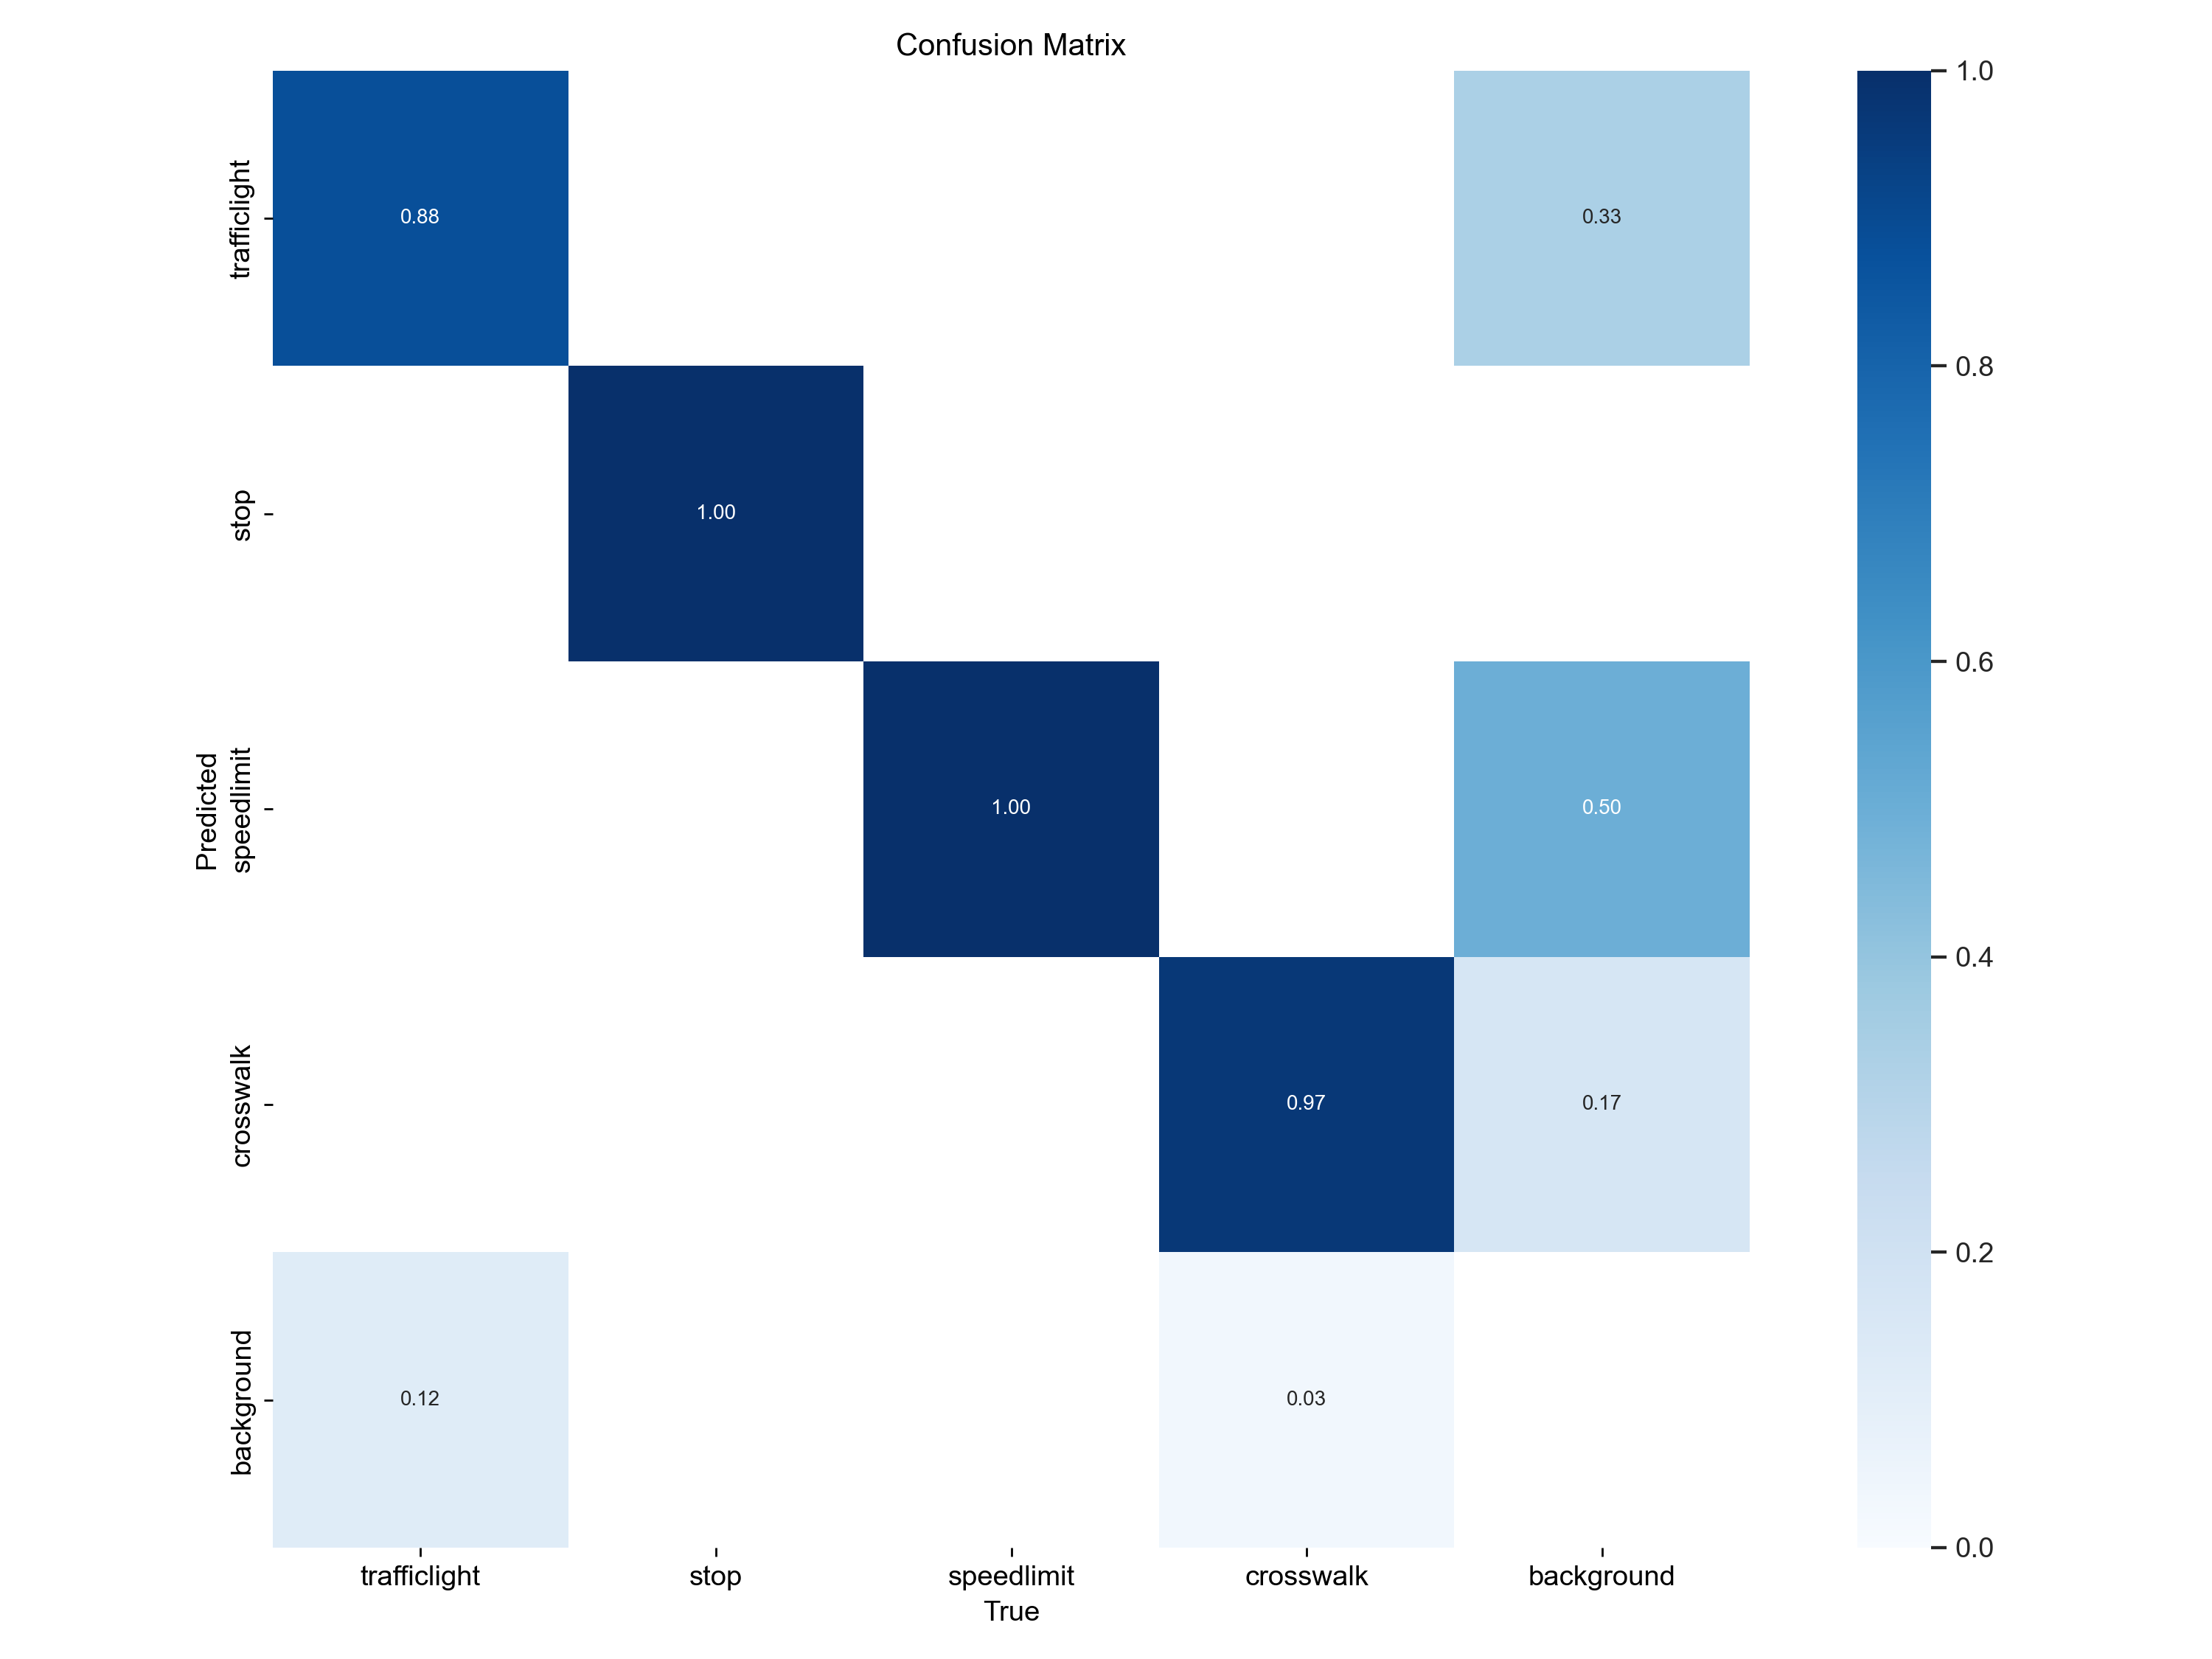 Confusion Matrix
trafficlight
stop
speedlimit
crosswalk
background
Predicted
0.88
0.33
1.00
1.00
0.50
0.97
0.17
0.12
0.03
trafficlight
stop
speedlimit
crosswalk
background
True
1.0
0.8
0.6
0.4
0.2
0.0